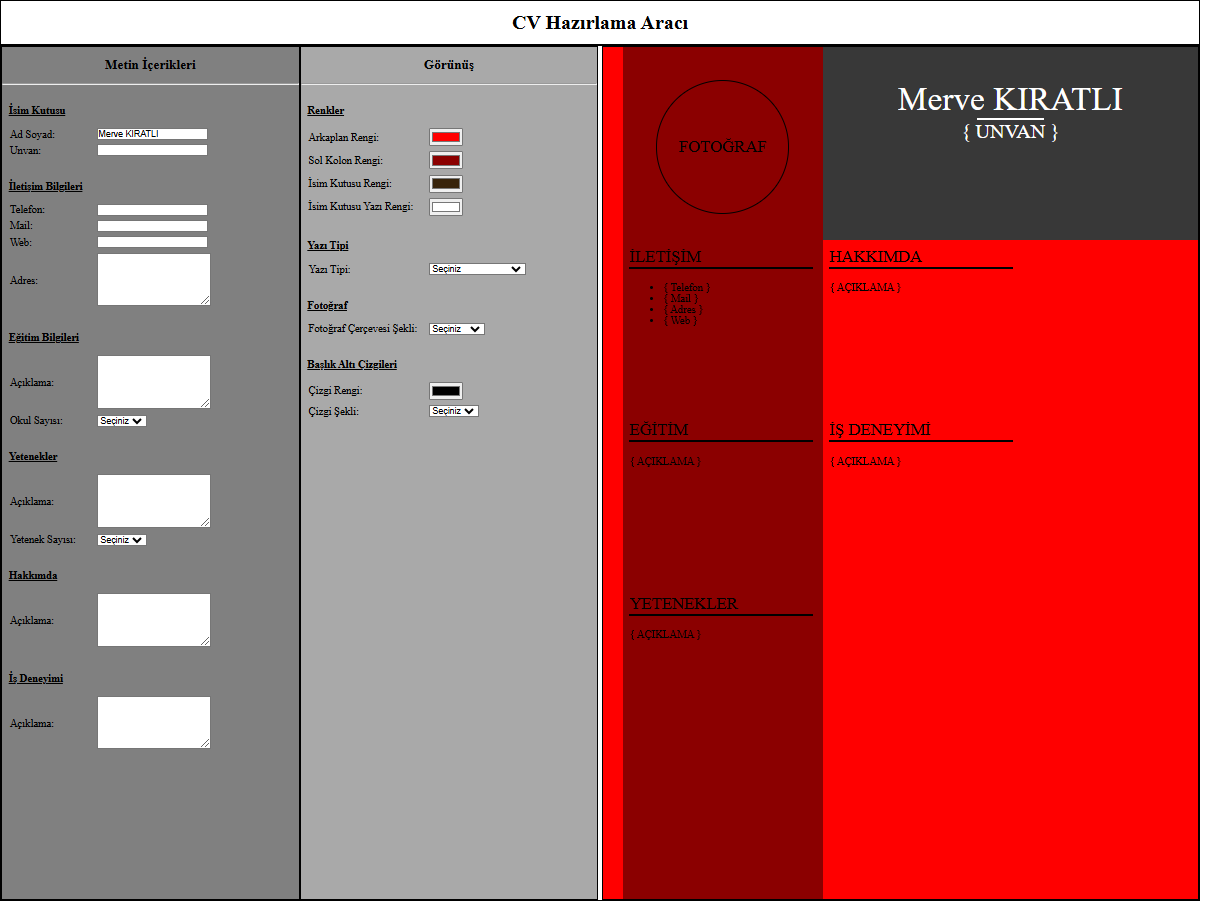 CV Hazırlama Aracı
Metin İçerikleri
İsim Kutusu
Ad Soyad: Merve KIRATLI
Unvan:
İletişim Bilgileri
Telefon:
Mail:
Web:
Adres:
Eğitim Bilgileri
Açıklama:
Okul Sayısı: Seçiniz
Yetenekler
Açıklama:
Yetenek Sayısı: Seçiniz
Hakkımda
Açıklama:
İş Deneyimi
Açıklama:
Görünüş
Renkler
Arkaplan Rengi:
Sol Kolon Rengi:
İsim Kutusu Rengi:
İsim Kutusu Yazı Rengi:
Yazı Tipi
Yazı Tipi: Seçiniz
Fotoğraf
Fotoğraf Çerçevesi Şekli: Seçiniz
Başlık Altı Çizgileri
Çizgi Rengi:
Çizgi Şekli: Seçiniz
FOTOĞRAF
İLETİŞİM
• { Telefon }
• { Mail }
• { Adres }
• { Web }
EĞİTİM
{ AÇIKLAMA }
YETENEKLER
{ AÇIKLAMA }
Merve KIRATLI
{ UNVAN }
HAKKIMDA
{ AÇIKLAMA }
İŞ DENEYİMİ
{ AÇIKLAMA }